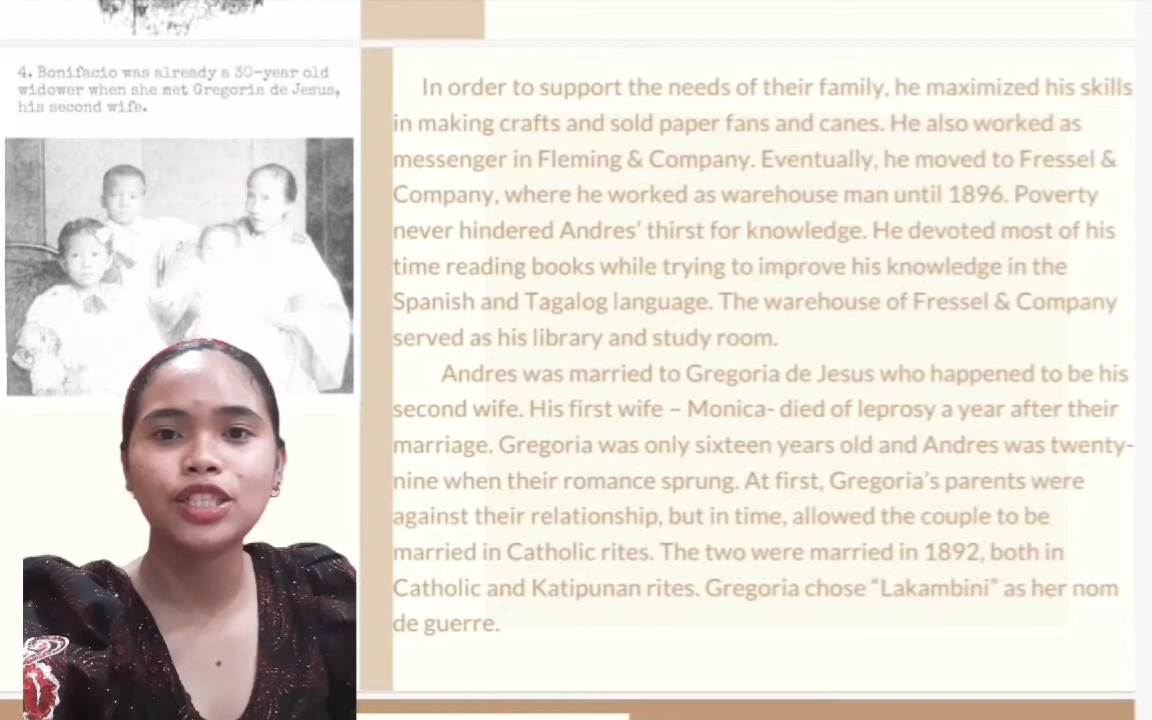 4. Bonifacio was already a 30-year old
widower when she met Gregoria de Jesus,
his second wife.
In order to support the needs of their family, he maximized his skills
in making crafts and sold paper fans and canes. He also worked as
messenger in Fleming & Company. Eventually, he moved to Fressel &
Company, where he worked as warehouse man until 1896. Poverty
never hindered Andres’ thirst for knowledge. He devoted most of his
time reading books while trying to improve his knowledge in the
Spanish and Tagalog language. The warehouse of Fressel & Company
served as his library and study room.
Andres was married to Gregoria de Jesus who happened to be his
second wife. His first wife – Monica- died of leprosy a year after their
marriage. Gregoria was only sixteen years old and Andres was twenty-
nine when their romance sprung. At first, Gregoria’s parents were
against their relationship, but in time, allowed the couple to be
married in Catholic rites. The two were married in 1892, both in
Catholic and Katipunan rites. Gregoria chose “Lakambini” as her nom
de guerre.